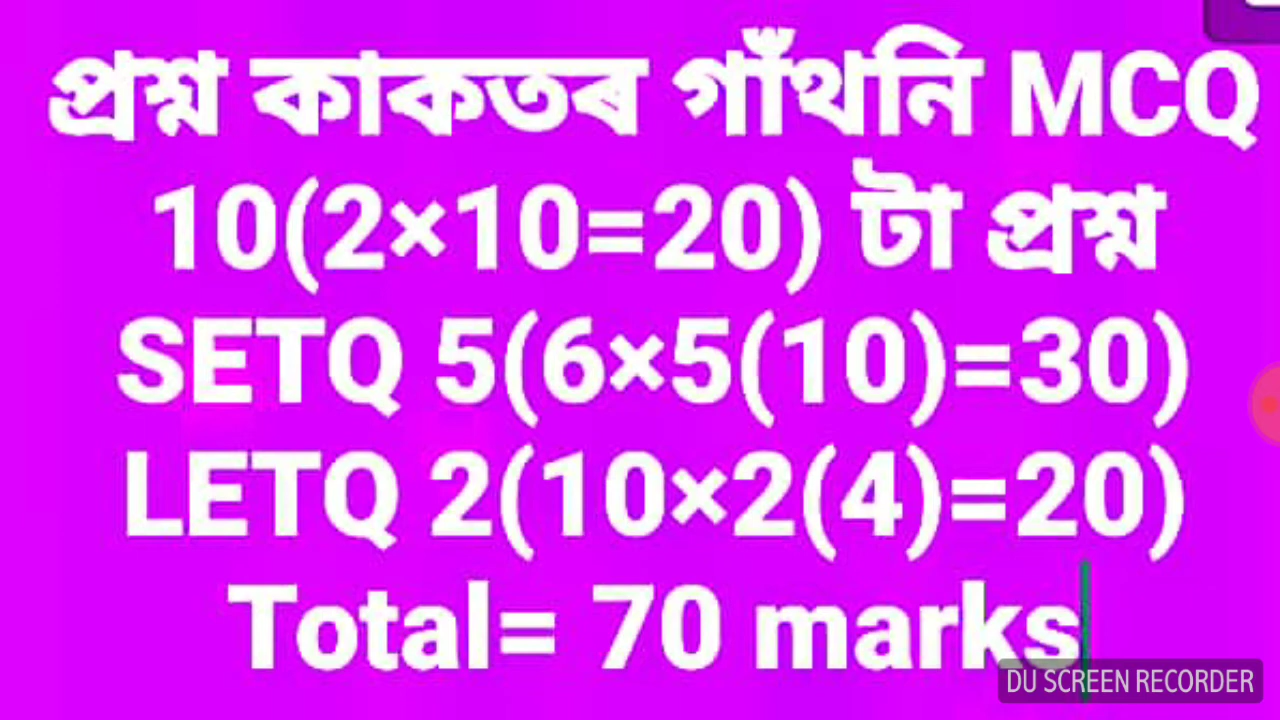 প্ৰশ্ন কাকতৰ গাঁথনি MCQ
10(2×10=20) টা প্ৰশ্ন
SETQ 5(6×5(10)=30)
LETQ 2(10×2(4)=20)
Total= 70 marks
DU SCREEN RECORDER